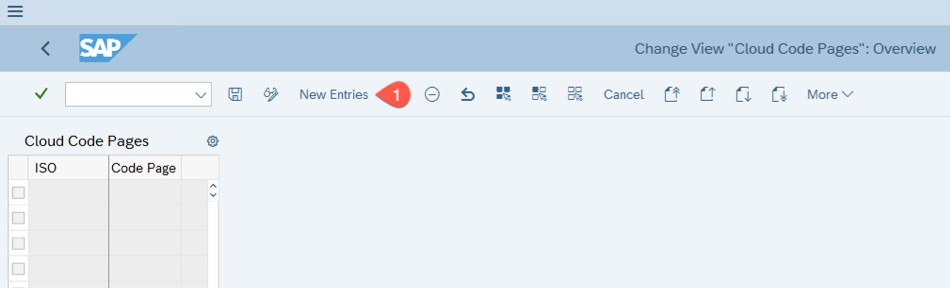 SAP
Change View "Cloud Code Pages": Overview
New Entries
1
Cancel
More
Cloud Code Pages
ISO
Code Page